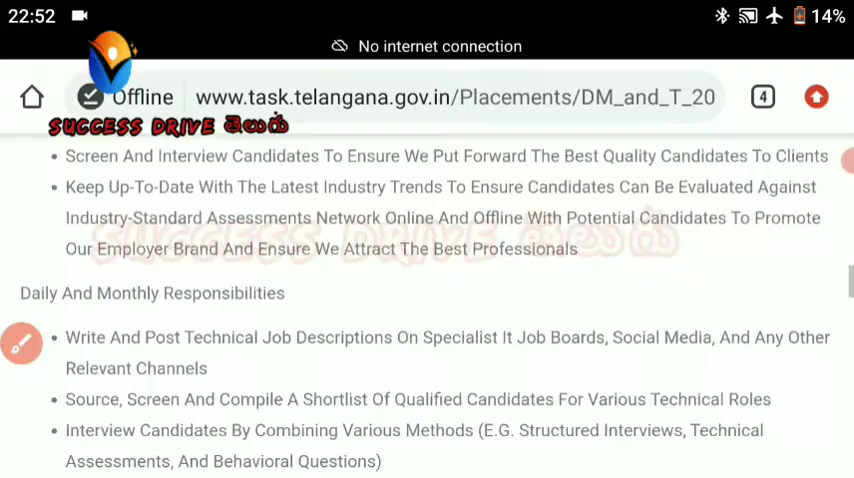 22:52
14%
No internet connection
Offline www.task.telangana.gov.in/Placements/DM_and_T_20
4
SUCCESS DRIVE తెలుగు
Screen And Interview Candidates To Ensure We Put Forward The Best Quality Candidates To Clients
Keep Up-To-Date With The Latest Industry Trends To Ensure Candidates Can Be Evaluated Against
Industry-Standard Assessments Network Online And Offline With Potential Candidates To Promote
SUCCESS DRIVE తెలుగు
Our Employer Brand And Ensure We Attract The Best Professionals
Daily And Monthly Responsibilities
Write And Post Technical Job Descriptions On Specialist It Job Boards, Social Media, And Any Other
Relevant Channels
Source, Screen And Compile A Shortlist Of Qualified Candidates For Various Technical Roles
Interview Candidates By Combining Various Methods (E.G. Structured Interviews, Technical
Assessments, And Behavioral Questions)